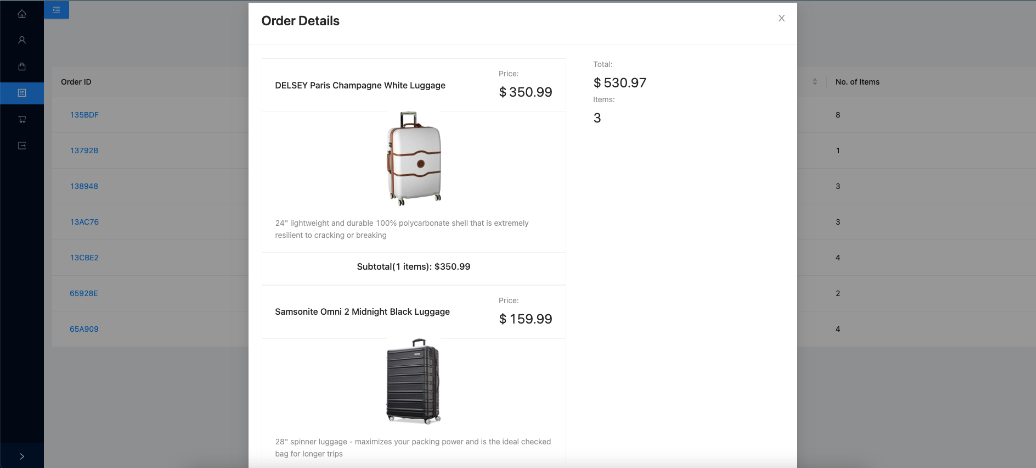 Order Details
DELSEY Paris Champagne White Luggage
Price:
$ 350.99
24" lightweight and durable 100% polycarbonate shell that is extremely
resilient to cracking or breaking
Subtotal(1 items): $350.99
Samsonite Omni 2 Midnight Black Luggage
Price:
$ 159.99
28" spinner luggage - maximizes your packing power and is the ideal checked
bag for longer trips
Total:
$ 530.97
Items:
3
Order ID
No. of Items
135BDF
8
13792B
1
138948
3
13AC76
3
13C8E2
4
6592BE
2
65A909
4